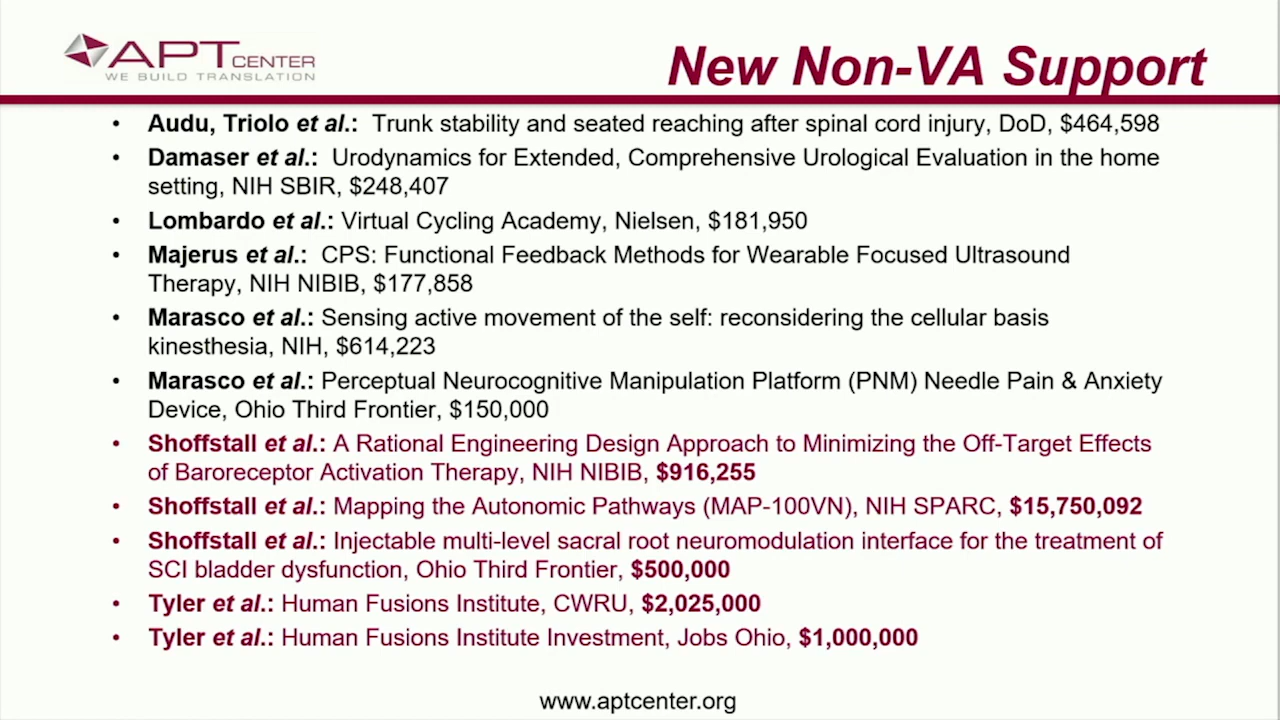 APT CENTER
WE BUILD TRANSLATION
New Non-VA Support
• Audu, Triolo et al.: Trunk stability and seated reaching after spinal cord injury, DoD, $464,598
• Damaser et al.: Urodynamics for Extended, Comprehensive Urological Evaluation in the home
setting, NIH SBIR, $248,407
• Lombardo et al.: Virtual Cycling Academy, Nielsen, $181,950
• Majerus et al.: CPS: Functional Feedback Methods for Wearable Focused Ultrasound
Therapy, NIH NIBIB, $177,858
• Marasco et al.: Sensing active movement of the self: reconsidering the cellular basis
kinesthesia, NIH, $614,223
• Marasco et al.: Perceptual Neurocognitive Manipulation Platform (PNM) Needle Pain & Anxiety
Device, Ohio Third Frontier, $150,000
• Shoffstall et al.: A Rational Engineering Design Approach to Minimizing the Off-Target Effects
of Baroreceptor Activation Therapy, NIH NIBIB, $916,255
• Shoffstall et al.: Mapping the Autonomic Pathways (MAP-100VN), NIH SPARC, $15,750,092
• Shoffstall et al.: Injectable multi-level sacral root neuromodulation interface for the treatment of
SCI bladder dysfunction, Ohio Third Frontier, $500,000
• Tyler et al.: Human Fusions Institute, CWRU, $2,025,000
• Tyler et al.: Human Fusions Institute Investment, Jobs Ohio, $1,000,000
www.aptcenter.org